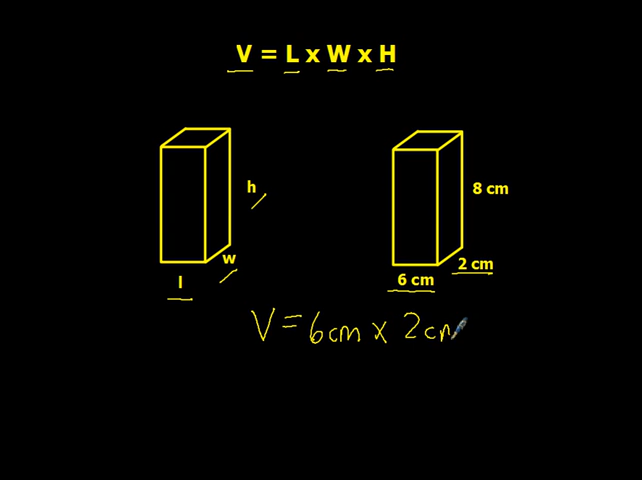 V = L x W x H
h
8 cm
w
2 cm
l
6 cm
V = 6cm x 2cm